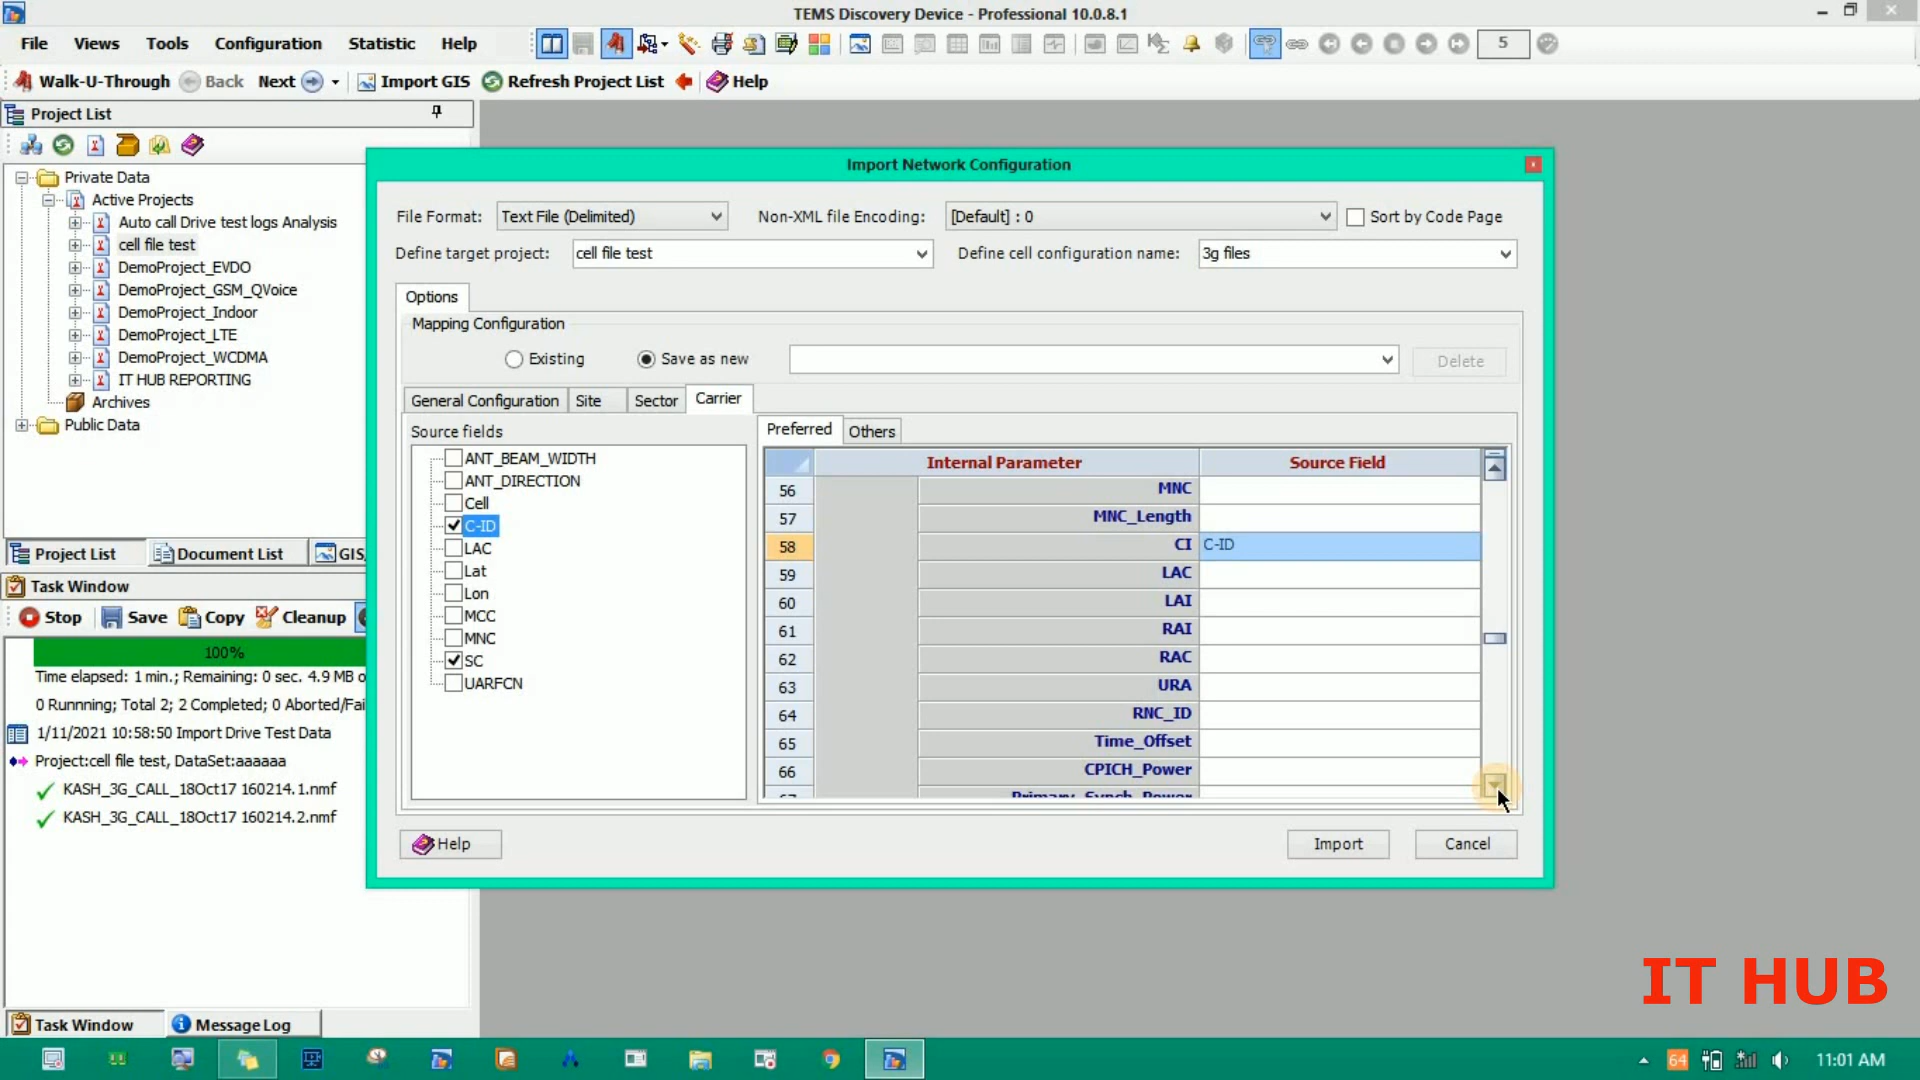 TEMS Discovery Device - Professional 10.0.8.1
File Views Tools Configuration Statistic Help 5
Walk-U-Through Back Next Import GIS Refresh Project List Help
Project List
Private Data
Active Projects
Auto call Drive test logs Analysis
cell file test
DemoProject_EVDO
DemoProject_GSM_QVoice
DemoProject_Indoor
DemoProject_LTE
DemoProject_WCDMA
IT HUB REPORTING
Archives
Public Data
Project List Document List GIS
Task Window
Stop Save Copy Cleanup
100%
Time elapsed: 1 min.; Remaining: 0 sec. 4.9 MB o
0 Runnning; Total 2; 2 Completed; 0 Aborted/Fai
1/11/2021 10:58:50 Import Drive Test Data
Project:cell file test, DataSet:aaaaaa
KASH_3G_CALL_18Oct17 160214.1.nmf
KASH_3G_CALL_18Oct17 160214.2.nmf
Task Window Message Log
Import Network Configuration
File Format: Text File (Delimited) Non-XML file Encoding: [Default] : 0 Sort by Code Page
Define target project: cell file test Define cell configuration name: 3g files
Options
Mapping Configuration
Existing Save as new Delete
General Configuration Site Sector Carrier
Source fields
ANT_BEAM_WIDTH
ANT_DIRECTION
Cell
C-ID
LAC
Lat
Lon
MCC
MNC
SC
UARFCN
Preferred Others
Internal Parameter Source Field
56 MNC
57 MNC_Length
58 CI C-ID
59 LAC
60 LAI
61 RAI
62 RAC
63 URA
64 RNC_ID
65 Time_Offset
66 CPICH_Power
67 Primary_Synch_Power
Help Import Cancel
IT HUB
64 11:01 AM